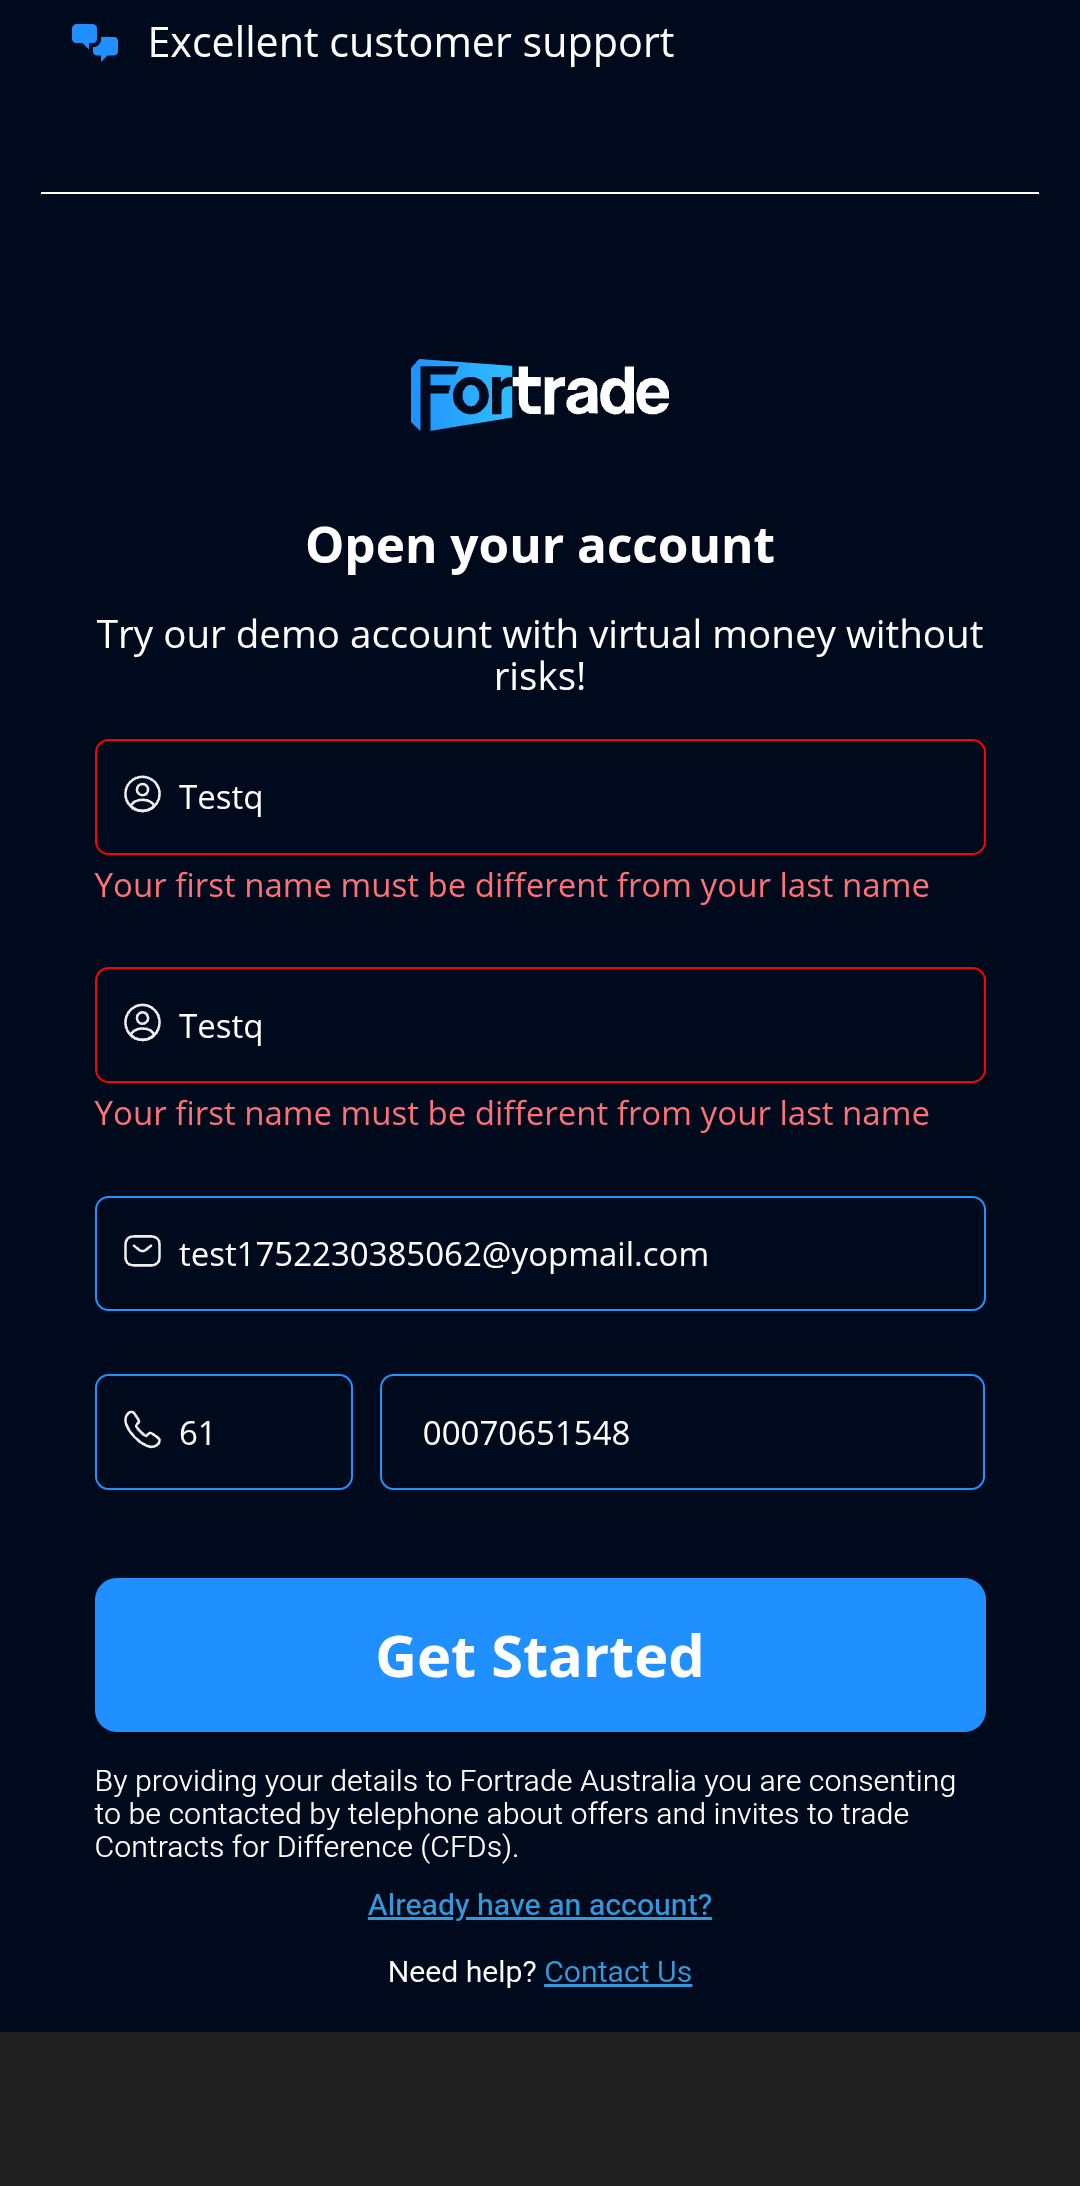 Excellent customer support
Fortrade
Open your account
Try our demo account with virtual money without
risks!
Testq
Your first name must be different from your last name
Testq
Your first name must be different from your last name
test1752230385062@yopmail.com
61
00070651548
Get Started
By providing your details to Fortrade Australia you are consenting
to be contacted by telephone about offers and invites to trade
Contracts for Difference (CFDs).
Already have an account?
Need help? Contact Us